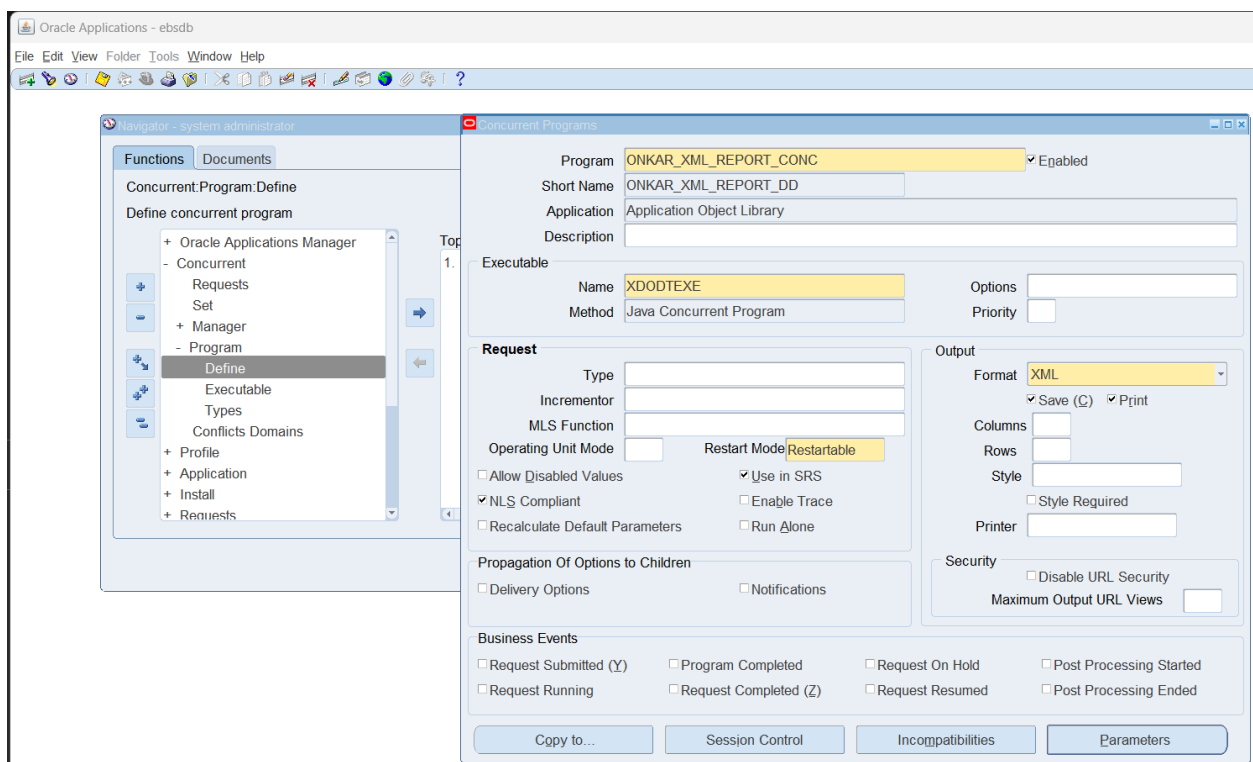 Oracle Applications - ebsdb
File Edit View Folder Tools Window Help
Navigator - system administrator
Functions Documents
Concurrent:Program:Define
Define concurrent program
+ Oracle Applications Manager
- Concurrent
Requests
Set
+ Manager
- Program
Define
Executable
Types
Conflicts Domains
+ Profile
+ Application
+ Install
+ Requests
Top
1.
Concurrent Programs
Program ONKAR_XML_REPORT_CONC Enabled
Short Name ONKAR_XML_REPORT_DD
Application Application Object Library
Description
Executable
Name XDODTEXE Options
Method Java Concurrent Program Priority
Request
Type
Incrementor
MLS Function
Operating Unit Mode Restart Mode Restartable
Allow Disabled Values Use in SRS
NLS Compliant Enable Trace
Recalculate Default Parameters Run Alone
Output
Format XML
Save (C) Print
Columns
Rows
Style
Style Required
Printer
Propagation Of Options to Children
Delivery Options Notifications
Security
Disable URL Security
Maximum Output URL Views
Business Events
Request Submitted (Y) Program Completed Request On Hold Post Processing Started
Request Running Request Completed (Z) Request Resumed Post Processing Ended
Copy to... Session Control Incompatibilities Parameters